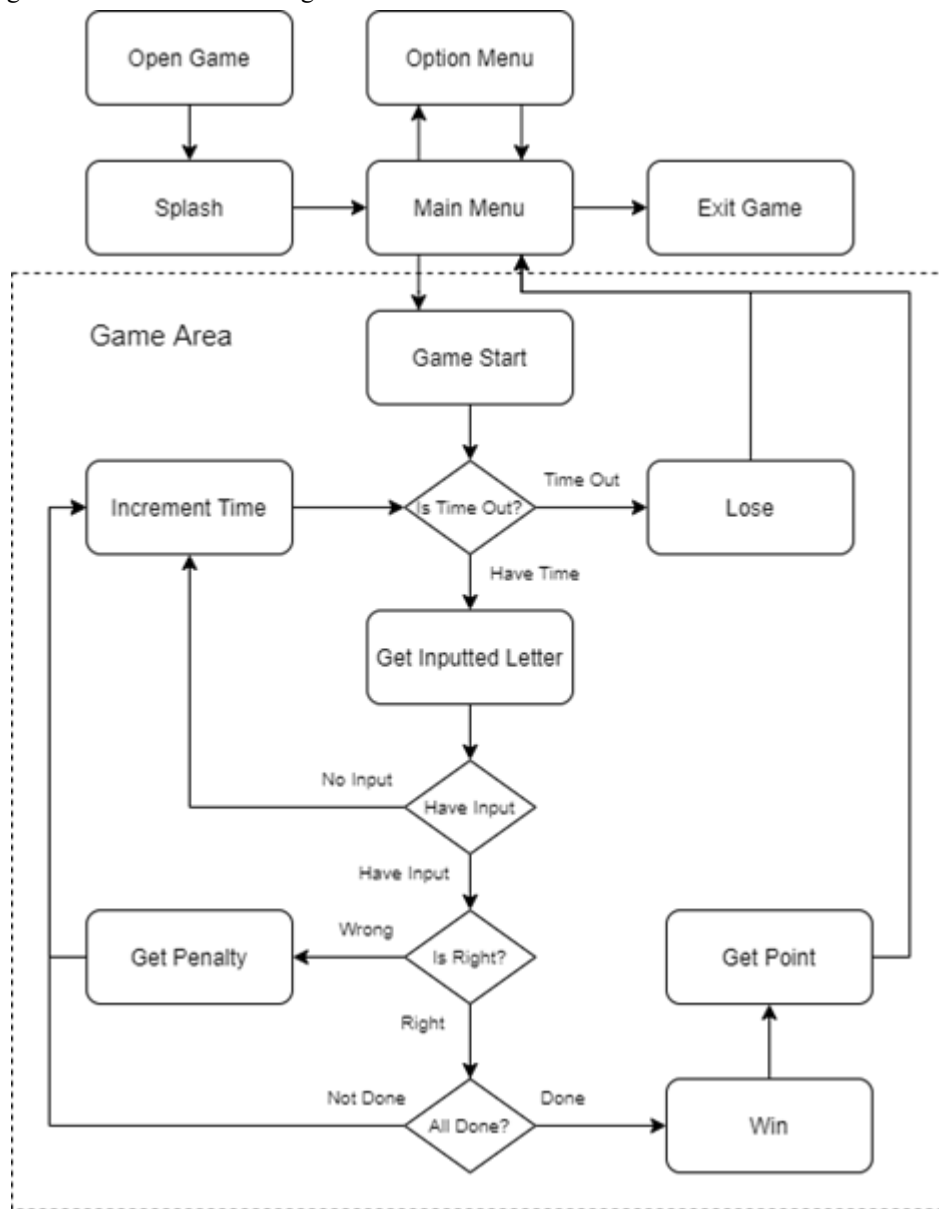 Open Game
Option Menu
Splash
Main Menu
Exit Game
Game Area
Game Start
Increment Time
Is Time Out?
Time Out
Lose
Have Time
Get Inputted Letter
No Input
Have Input
Have Input
Get Penalty
Wrong
Is Right?
Get Point
Right
Not Done
All Done?
Done
Win